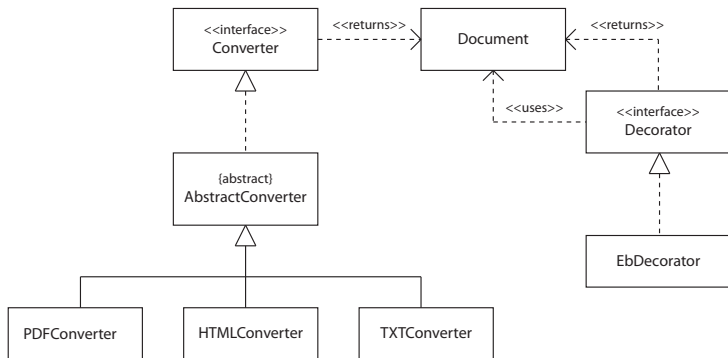 <<interface>>
Converter
<<returns>>
Document
<<returns>>
<<uses>>
<<interface>>
Decorator
{abstract}
AbstractConverter
EbDecorator
PDFConverter
HTMLConverter
TXTConverter